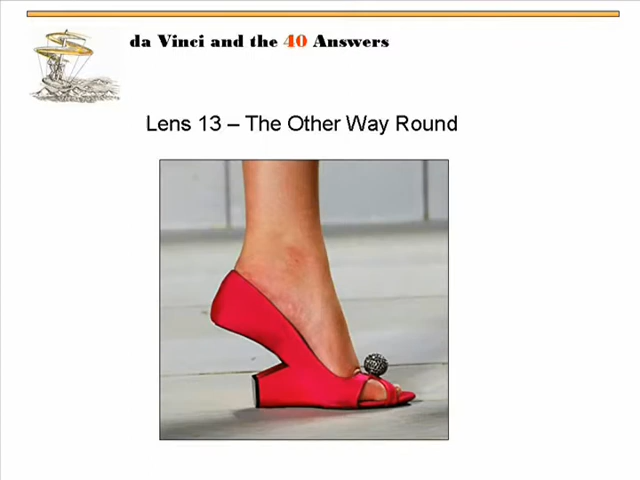 da Vinci and the 40 Answers
Lens 13 – The Other Way Round